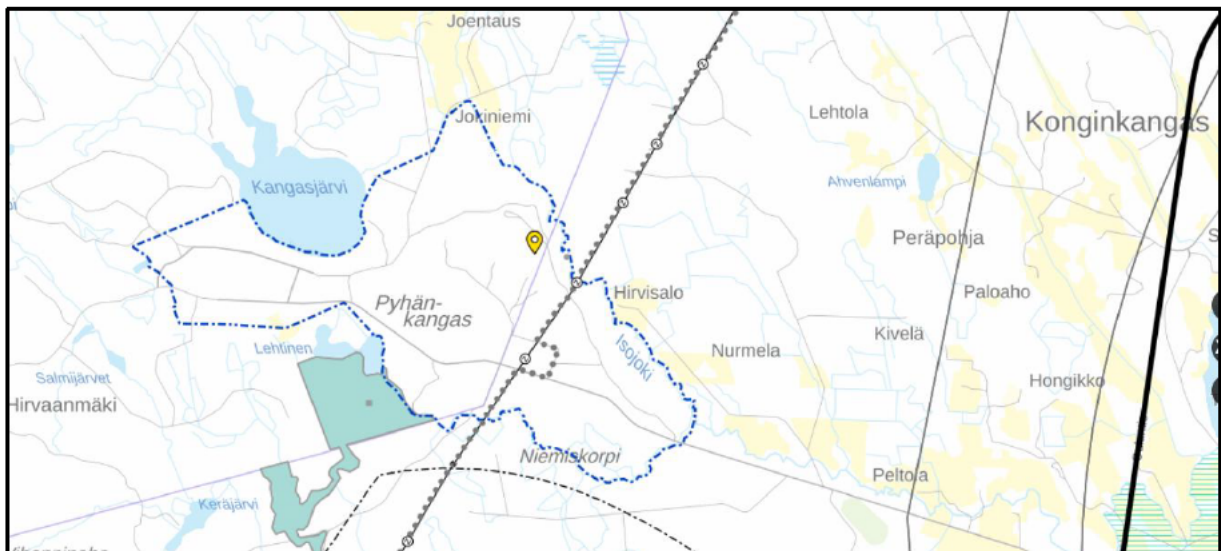 Joentaus
Jokiniemi
Lehtola
Konginkangas
Kangasjärvi
Ahvenlampi
Peräpohja
Hirvisalo
Paloaho
Pyhän-
kangas
Isojoki
Kivelä
Lehtinen
Nurmela
Salmijärvet
Hongikko
Hirvaanmäki
Niemiskorpi
Peltola
Keräjärvi